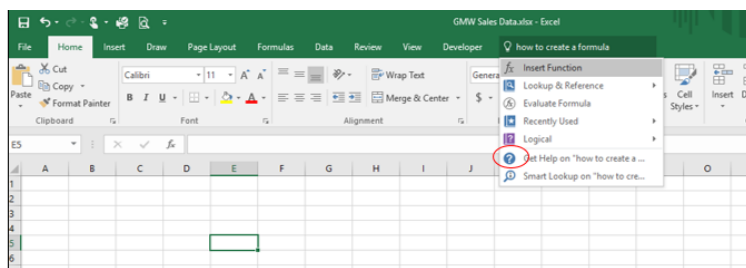 GMW Sales Data.xlsx - Excel
File Home Insert Draw Page Layout Formulas Data Review View Developer how to create a formula
Cut
Copy
Format Painter
Paste
Clipboard
Calibri 11 A A
B I U A
Font
Wrap Text
Merge & Center
Alignment
Genera
$
fx Insert Function
Lookup & Reference
Evaluate Formula
Recently Used
Logical
Get Help on "how to create a ...
Smart Lookup on "how to cre...
s Cell
Styles
Insert D
E5 fx
A B C D E F G H I J O
1
2
3
4
5
6